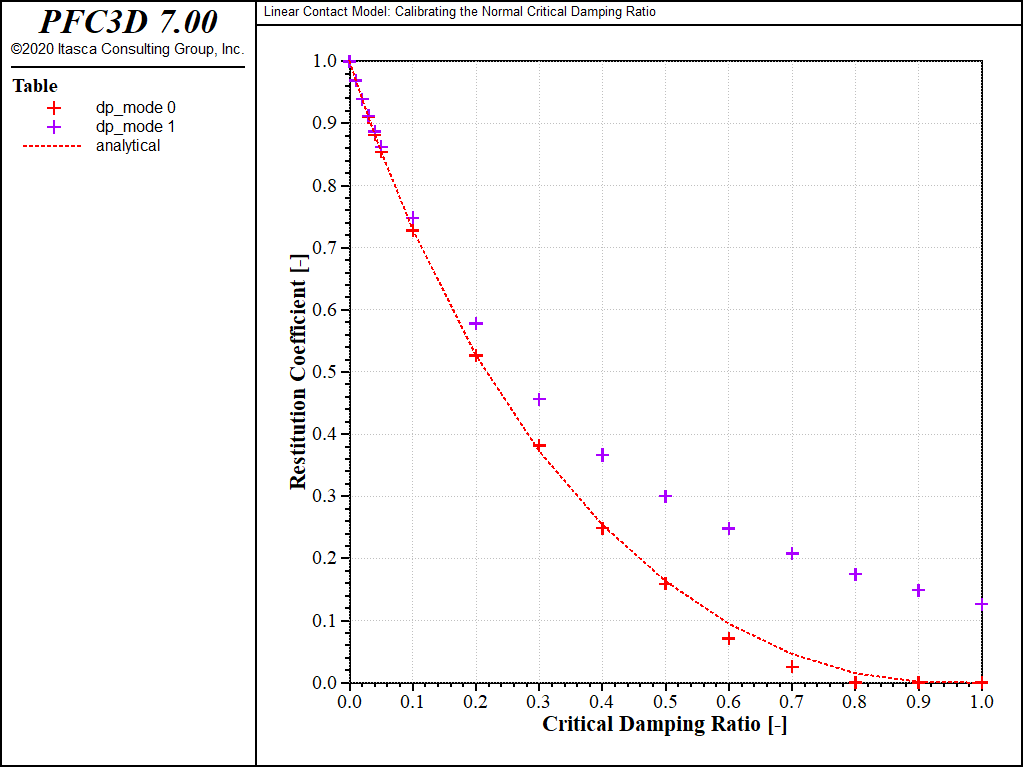 PFC3D 7.00
©2020 Itasca Consulting Group, Inc.
Table
dp_mode 0
dp_mode 1
analytical
Linear Contact Model: Calibrating the Normal Critical Damping Ratio
1.0
0.9
0.8
0.7
0.6
0.5
0.4
0.3
0.2
0.1
0.0
Restitution Coefficient [-]
0.0 0.1 0.2 0.3 0.4 0.5 0.6 0.7 0.8 0.9 1.0
Critical Damping Ratio [-]